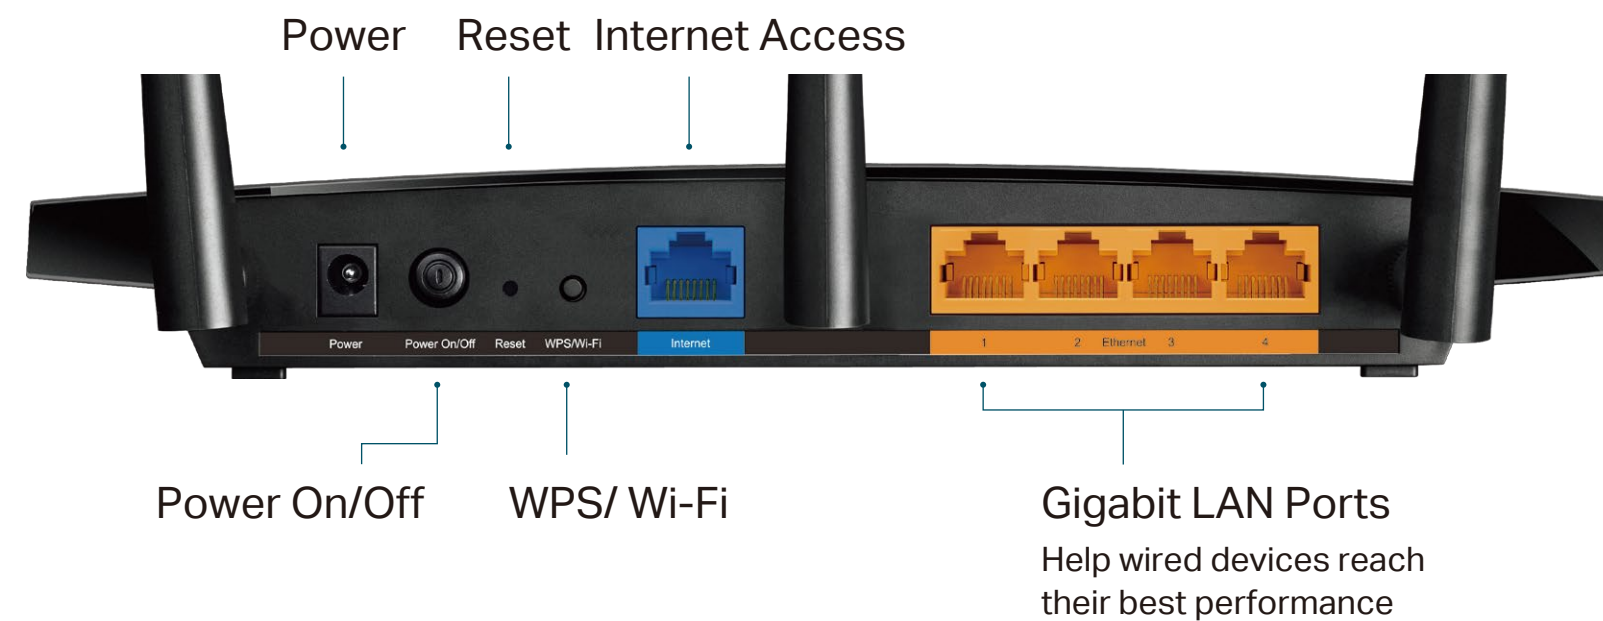 Power Reset Internet Access
Power Power On/Off Reset WPS/Wi-Fi Internet 1 2 Ethernet 3 4
Power On/Off WPS/ Wi-Fi Gigabit LAN Ports
Help wired devices reach
their best performance